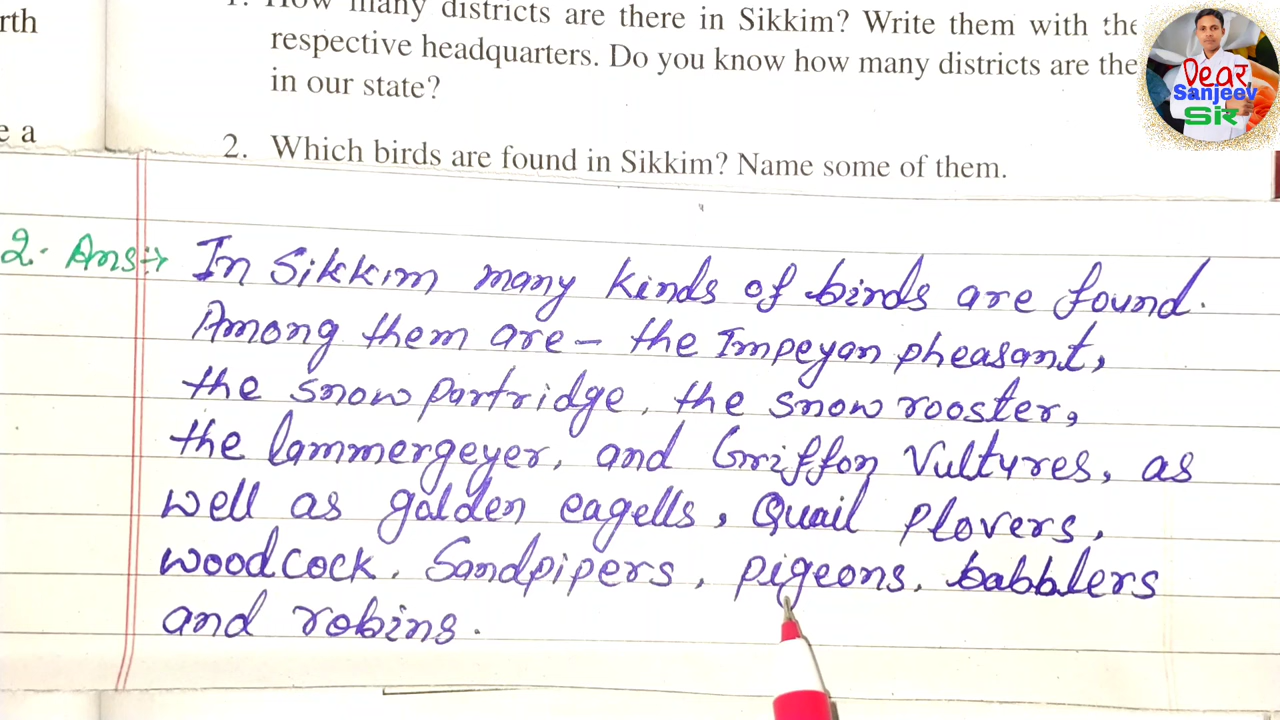 rth
1. How many districts are there in Sikkim? Write them with the
respective headquarters. Do you know how many districts are the
in our state?
e a
2. Which birds are found in Sikkim? Name some of them.
Dear
Sanjeev
Sir
2. Ans:→ In Sikkim many kinds of birds are found.
Among them are – the Impeyan pheasant,
the snow partridge, the snow rooster,
the lammergeyer, and Griffon Vultures, as
well as golden eagells, Quail Plovers,
woodcock, Sandpipers, pigeons, babblers
and robins.